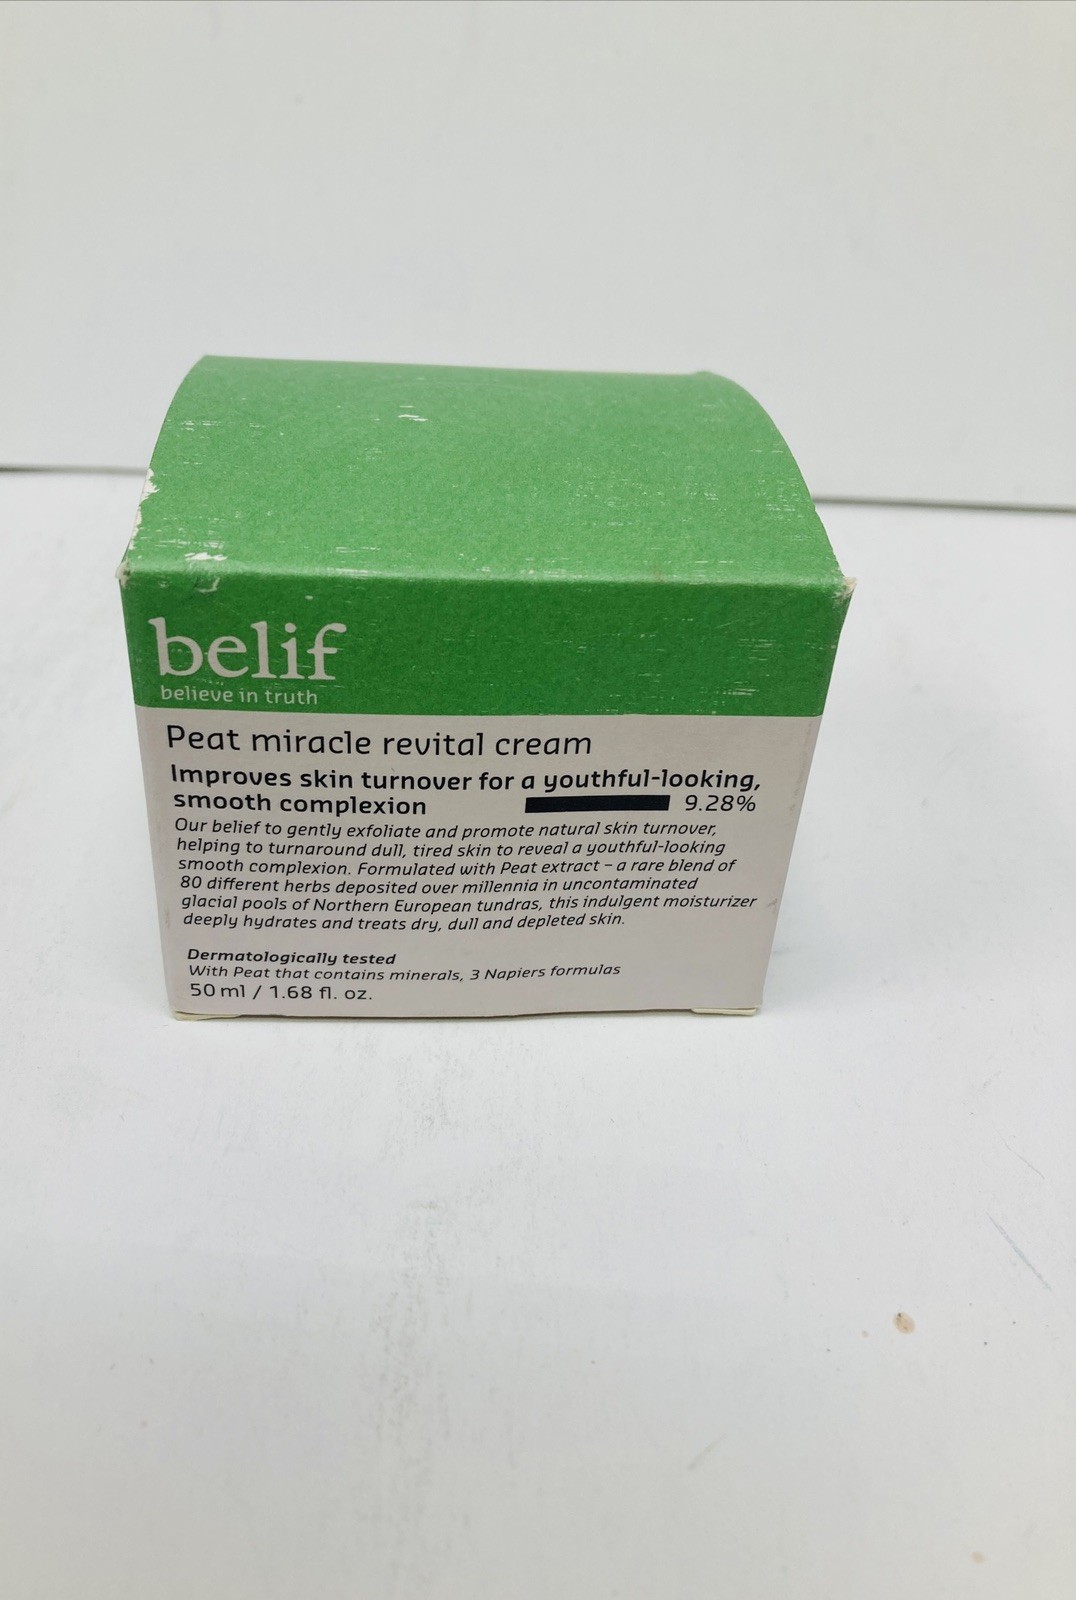 belif
believe in truth
Peat miracle revital cream
Improves skin turnover for a youthful-looking,
smooth complexion 9.28%
Our belief to gently exfoliate and promote natural skin turnover,
helping to turnaround dull, tired skin to reveal a youthful-looking
smooth complexion. Formulated with Peat extract – a rare blend of
80 different herbs deposited over millennia in uncontaminated
glacial pools of Northern European tundras, this indulgent moisturizer
deeply hydrates and treats dry, dull and depleted skin.
Dermatologically tested
With Peat that contains minerals, 3 Napiers formulas
50 ml / 1.68 fl. oz.